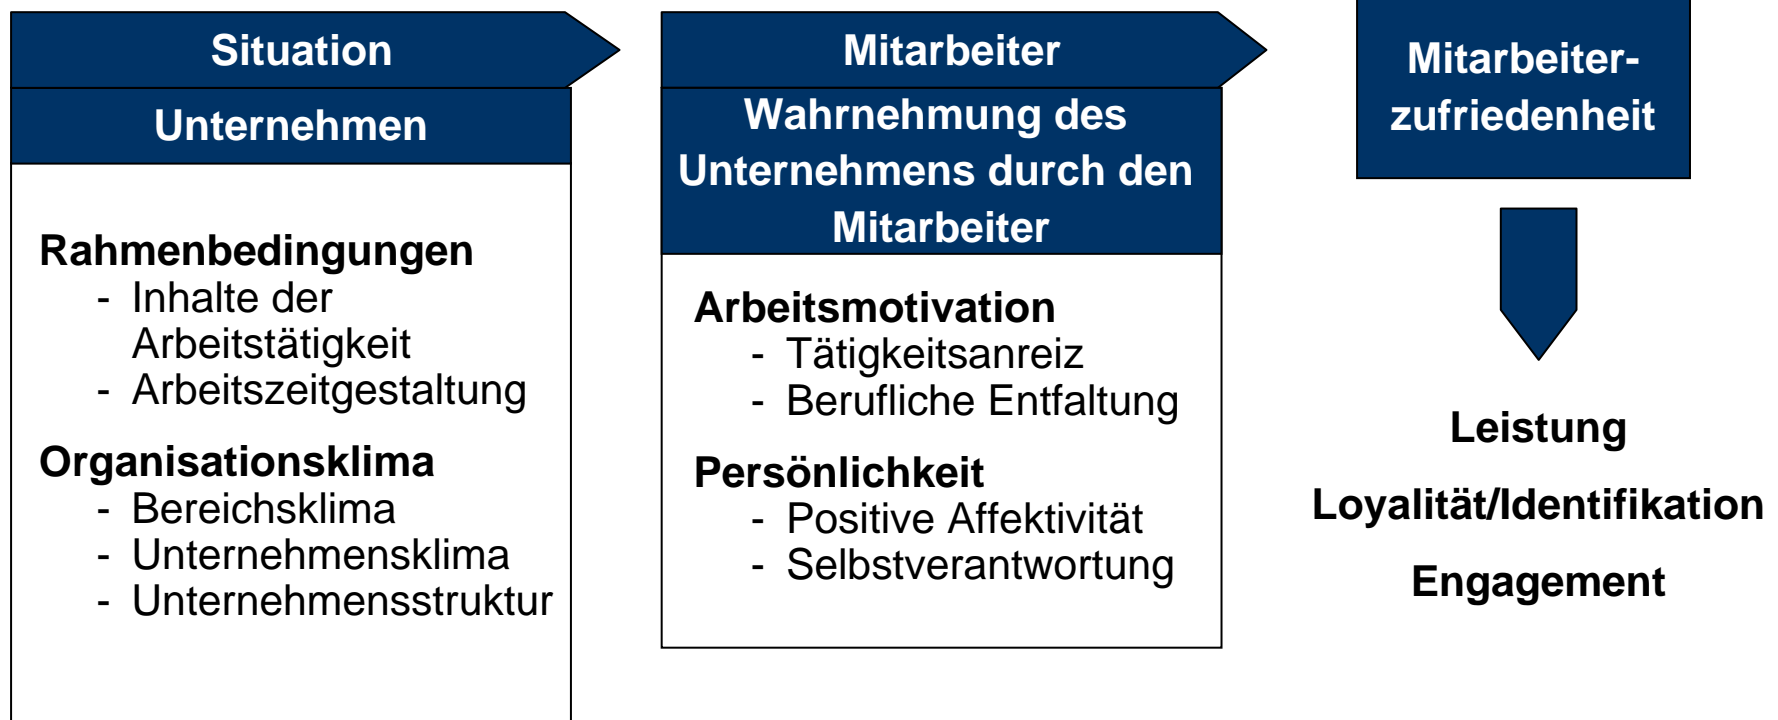 Situation
Unternehmen
Rahmenbedingungen
- Inhalte der
Arbeitstätigkeit
- Arbeitszeitgestaltung
Organisationsklima
- Bereichsklima
- Unternehmensklima
- Unternehmensstruktur
Mitarbeiter
Wahrnehmung des
Unternehmens durch den
Mitarbeiter
Arbeitsmotivation
- Tätigkeitsanreiz
- Berufliche Entfaltung
Persönlichkeit
- Positive Affektivität
- Selbstverantwortung
Mitarbeiter-
zufriedenheit
Leistung
Loyalität/Identifikation
Engagement